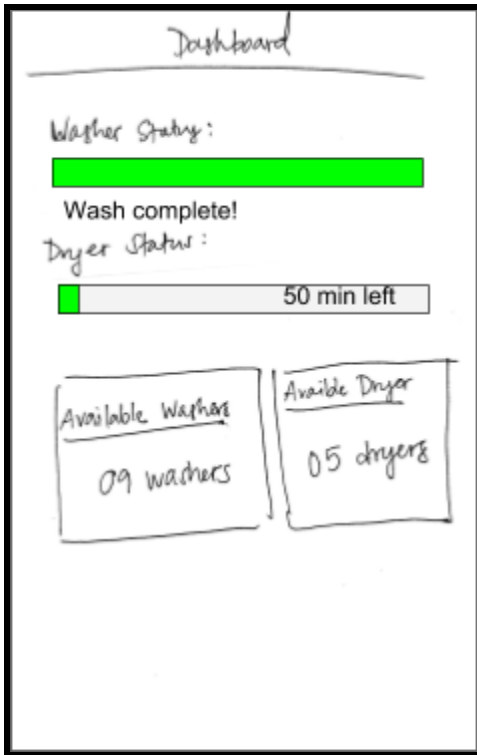 Dashboard
Washer Status:
Wash complete!
Dryer Status:
50 min left
Available Washers
09 washers
Availble Dryer
05 dryers